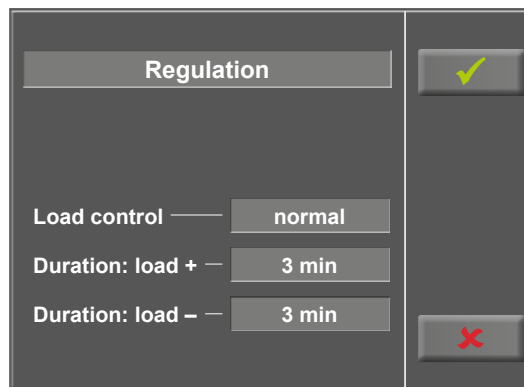 Regulation
Load control normal
Duration: load + 3 min
Duration: load – 3 min